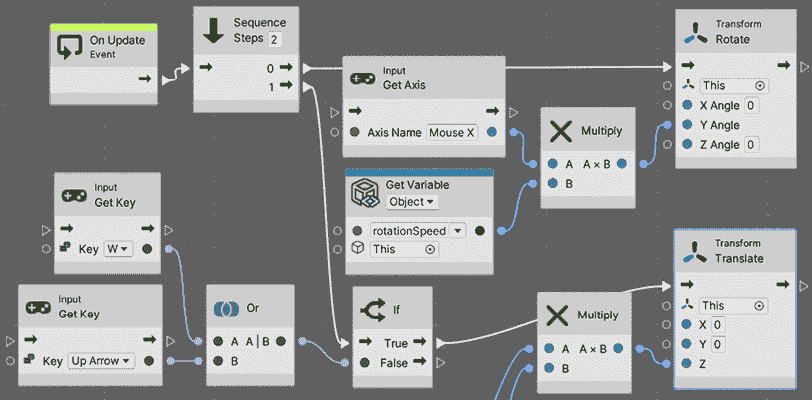 On Update
Event
Sequence
Steps 2
0
1
Input
Get Axis
Axis Name Mouse X
Multiply
A A × B
B
Transform
Rotate
This
X Angle 0
Y Angle
Z Angle 0
Get Variable
Object
rotationSpeed
This
Input
Get Key
Key W
Input
Get Key
Key Up Arrow
Or
A A | B
B
If
True
False
Multiply
A A × B
B
Transform
Translate
This
X 0
Y 0
Z